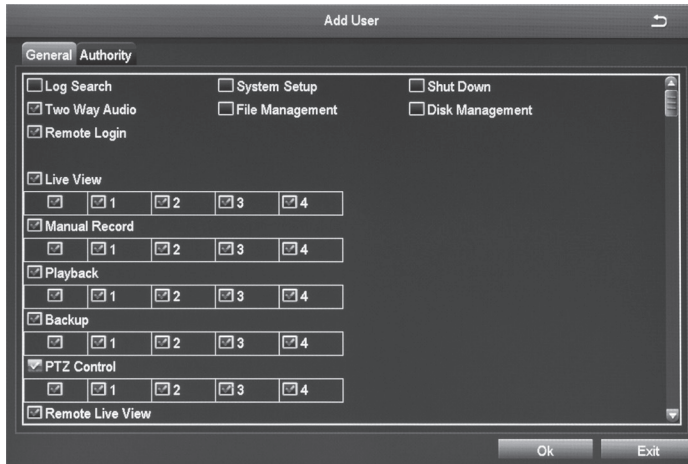 Add User
General Authority
Log Search System Setup Shut Down
Two Way Audio File Management Disk Management
Remote Login
Live View
1 2 3 4
Manual Record
1 2 3 4
Playback
1 2 3 4
Backup
1 2 3 4
PTZ Control
1 2 3 4
Remote Live View
Ok Exit